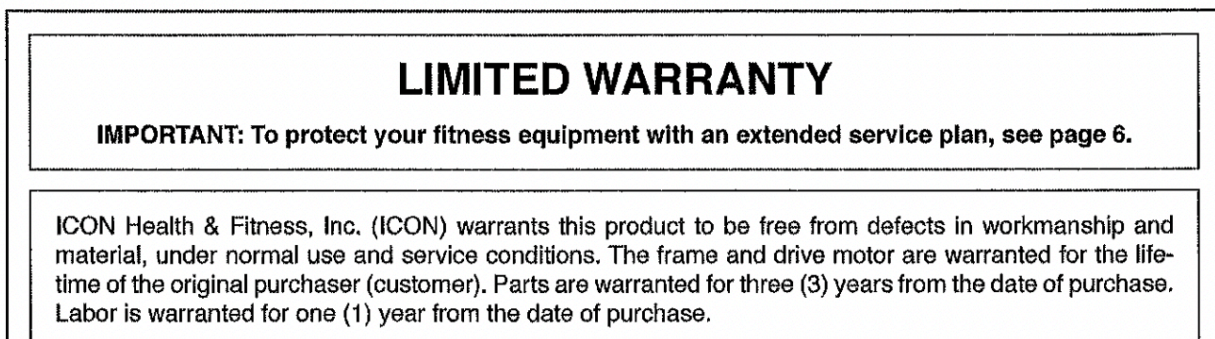 LIMITED WARRANTY
IMPORTANT: To protect your fitness equipment with an extended service plan, see page 6.
ICON Health & Fitness, Inc. (ICON) warrants this product to be free from defects in workmanship and
material, under normal use and service conditions. The frame and drive motor are warranted for the life-
time of the original purchaser (customer). Parts are warranted for three (3) years from the date of purchase.
Labor is warranted for one (1) year from the date of purchase.